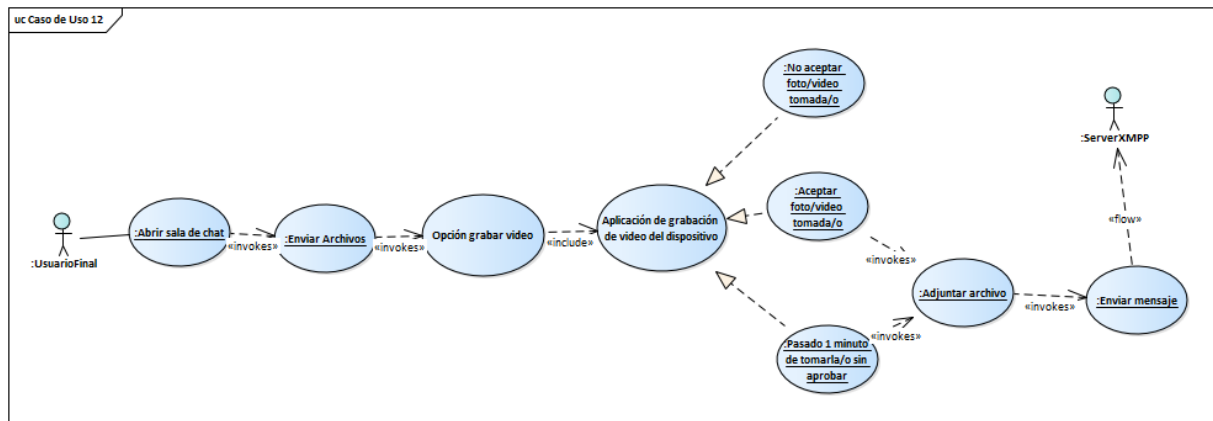 uc Caso de Uso 12
:No aceptar
foto/video
tomada/o
:ServerXMPP
:Aceptar
foto/video
tomada/o
:UsuarioFinal
:Abrir sala de chat
«invokes»
:Enviar Archivos
«invokes»
Opción grabar video
«include»
Aplicación de grabación
de video del dispositivo
«flow»
«invokes»
:Adjuntar archivo
«invokes»
:Enviar mensaje
:Pasado 1 minuto
de tomarla/o sin
aprobar
«invokes»